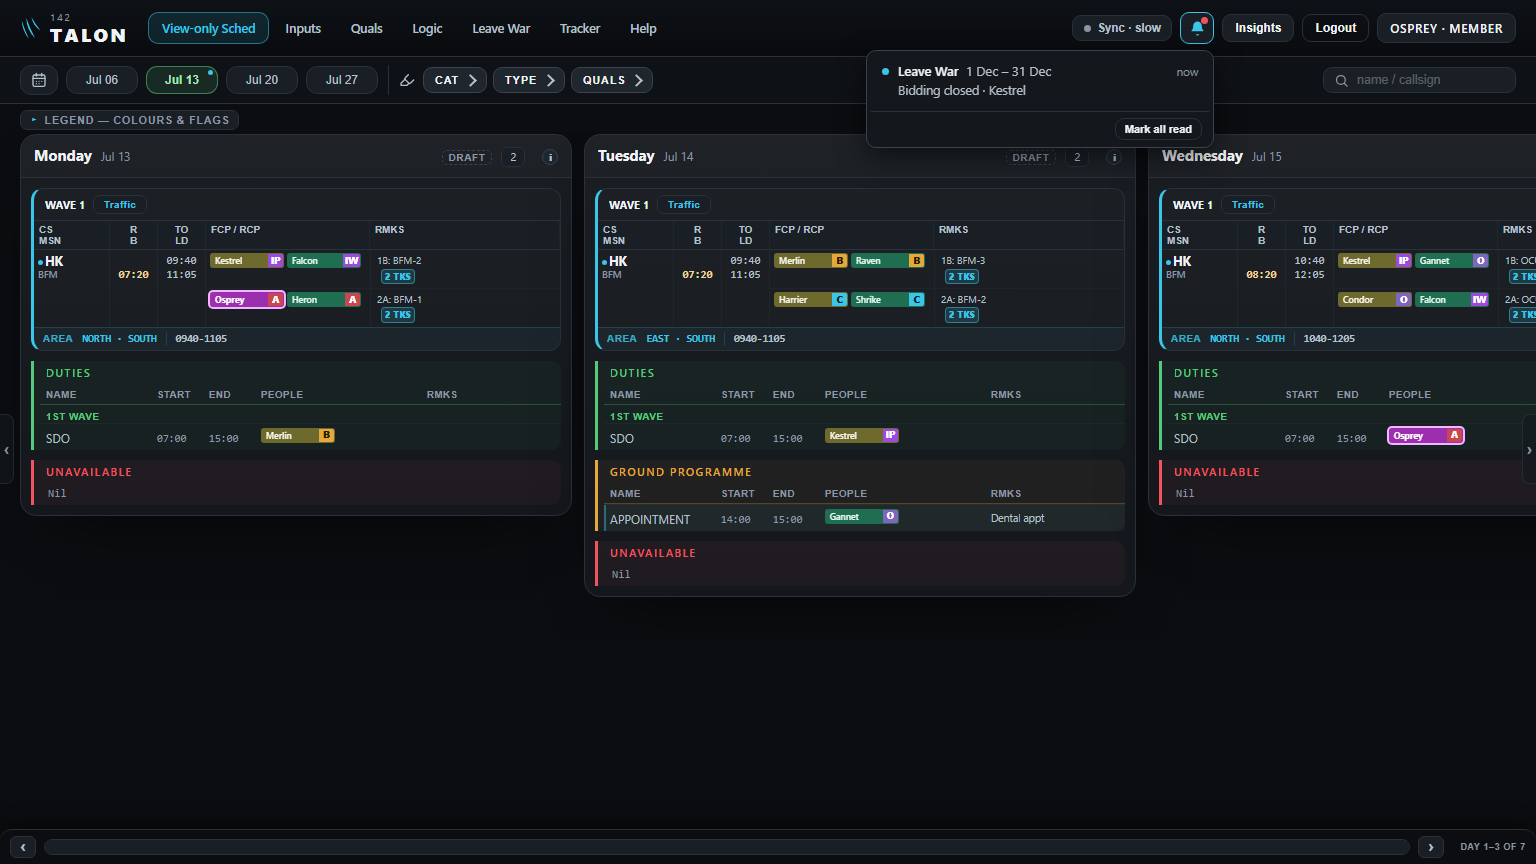 142
TALON
View-only Sched
Inputs
Quals
Logic
Leave War
Tracker
Help
Sync · slow
Insights
Logout
OSPREY · MEMBER
Jul 06
Jul 13
Jul 20
Jul 27
CAT
TYPE
QUALS
name / callsign
Leave War 1 Dec – 31 Dec now
Bidding closed · Kestrel
Mark all read
LEGEND — COLOURS & FLAGS
Monday Jul 13 DRAFT 2 i
WAVE 1 Traffic
CS R TO FCP / RCP RMKS
MSN B LD
HK 09:40 Kestrel IP Falcon IW 1B: BFM-2
BFM 07:20 11:05 2 TKS
Osprey A Heron A 2A: BFM-1
2 TKS
AREA NORTH · SOUTH 0940-1105
DUTIES
NAME START END PEOPLE RMKS
1ST WAVE
SDO 07:00 15:00 Merlin B
UNAVAILABLE
Nil
Tuesday Jul 14 DRAFT 2 i
WAVE 1 Traffic
CS R TO FCP / RCP RMKS
MSN B LD
HK 09:40 Merlin B Raven B 1B: BFM-3
BFM 07:20 11:05 2 TKS
Harrier C Shrike C 2A: BFM-2
2 TKS
AREA EAST · SOUTH 0940-1105
DUTIES
NAME START END PEOPLE RMKS
1ST WAVE
SDO 07:00 15:00 Kestrel IP
GROUND PROGRAMME
NAME START END PEOPLE RMKS
APPOINTMENT 14:00 15:00 Gannet O Dental appt
UNAVAILABLE
Nil
Wednesday Jul 15
WAVE 1 Traffic
CS R TO FCP / RCP RMKS
MSN B LD
HK 10:40 Kestrel IP Gannet O 1B: OCU
BFM 08:20 12:05 2 TKS
Condor O Falcon IW 2A: OCU
2 TKS
AREA NORTH · SOUTH 1040-1205
DUTIES
NAME START END PEOPLE
1ST WAVE
SDO 07:00 15:00 Osprey A
UNAVAILABLE
Nil
DAY 1–3 OF 7